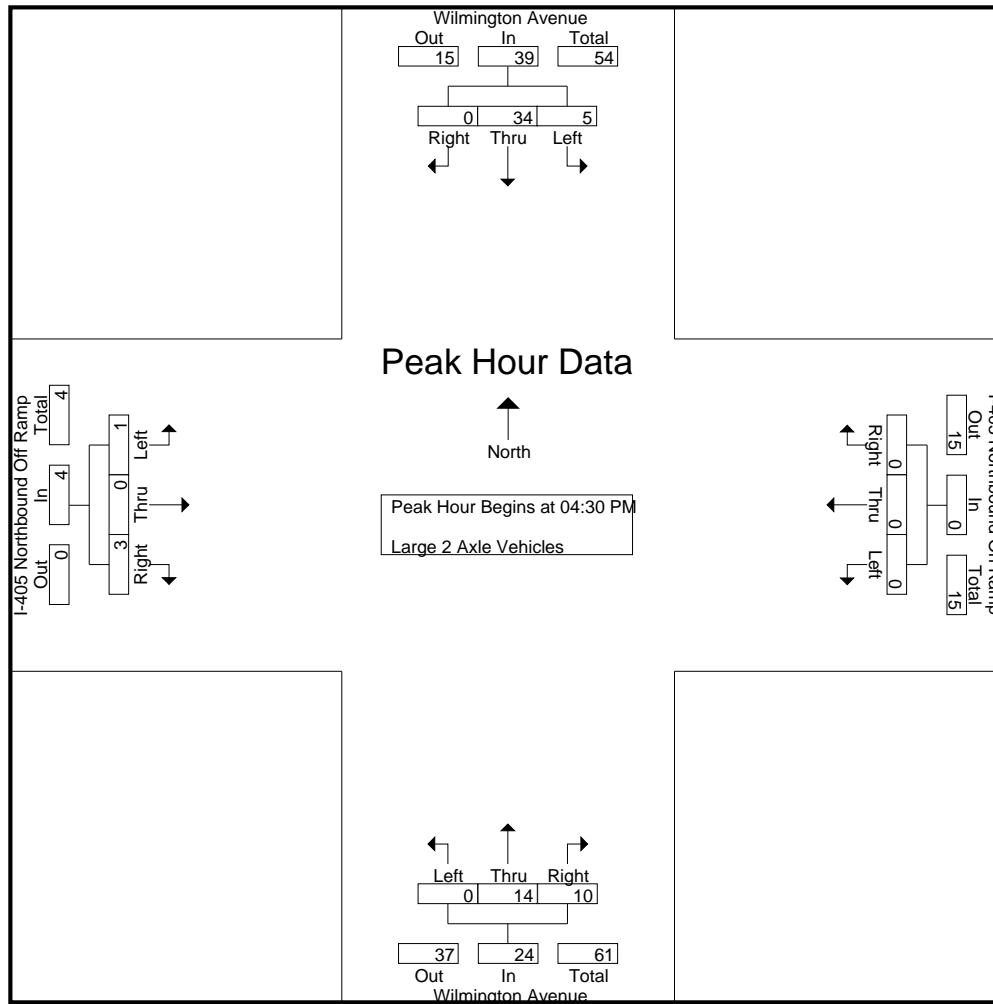 Wilmington Avenue
Out In Total
15 39 54
0 34 5
Right Thru Left
Peak Hour Data
North
Peak Hour Begins at 04:30 PM
Large 2 Axle Vehicles
I-405 Northbound Off Ramp
Total In Out
4 4 0
1 0 3
Left Thru Right
Right Thru Left
0 0 0
15 0 15
Out In Total
Northbound On Ramp
Left Thru Right
0 14 10
37 24 61
Out In Total
Wilmington Avenue